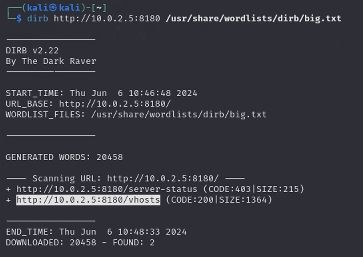 ┌──(kali㉿kali)-[~]
└─$ dirb http://10.0.2.5:8180 /usr/share/wordlists/dirb/big.txt
-----------------
DIRB v2.22
By The Dark Raver
-----------------
START_TIME: Thu Jun  6 10:46:48 2024
URL_BASE: http://10.0.2.5:8180/
WORDLIST_FILES: /usr/share/wordlists/dirb/big.txt
-----------------
GENERATED WORDS: 20458
---- Scanning URL: http://10.0.2.5:8180/ ----
+ http://10.0.2.5:8180/server-status (CODE:403|SIZE:215)
+ http://10.0.2.5:8180/vhosts (CODE:200|SIZE:1364)
-----------------
END_TIME: Thu Jun  6 10:48:33 2024
DOWNLOADED: 20458 - FOUND: 2